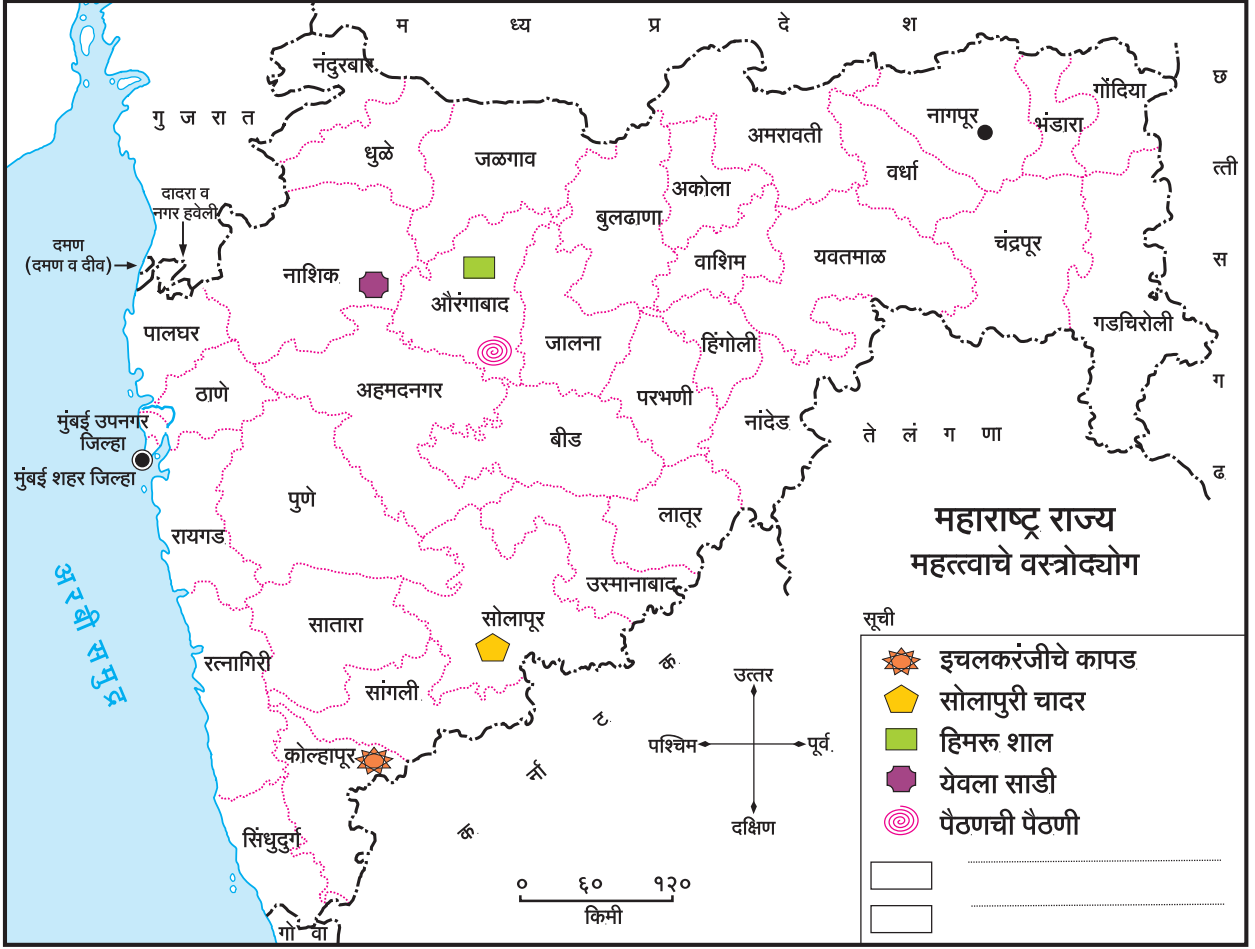 म ध्य प्र दे श
नंदुरबार
छ
गोंदिया
गु ज रा त
नागपूर
भंडारा
अमरावती
धुळे
जळगाव
त्ती
वर्धा
अकोला
दादरा व
नगर हवेली
बुलढाणा
चंद्रपूर
दमण
(दमण व दीव)
यवतमाळ
वाशिम
स
नाशिक
औरंगाबाद
गडचिरोली
पालघर
जालना
हिंगोली
ग
ठाणे
अहमदनगर
परभणी
मुंबई उपनगर
जिल्हा
नांदेड
ते लं ग णा
बीड
मुंबई शहर जिल्हा
ढ
पुणे
लातूर
महाराष्ट्र राज्य
रायगड
महत्त्वाचे वस्त्रोद्योग
अरबी समुद्र
उस्मानाबाद
सोलापूर
सातारा
सूची
रत्नागिरी
क
र्ना
ट
क
इचलकरंजीचे कापड
उत्तर
सांगली
सोलापुरी चादर
कोल्हापूर
पश्चिम
पूर्व
हिमरू शाल
येवला साडी
दक्षिण
पैठणची पैठणी
सिंधुदुर्ग
० ६० १२०
किमी
गो वा